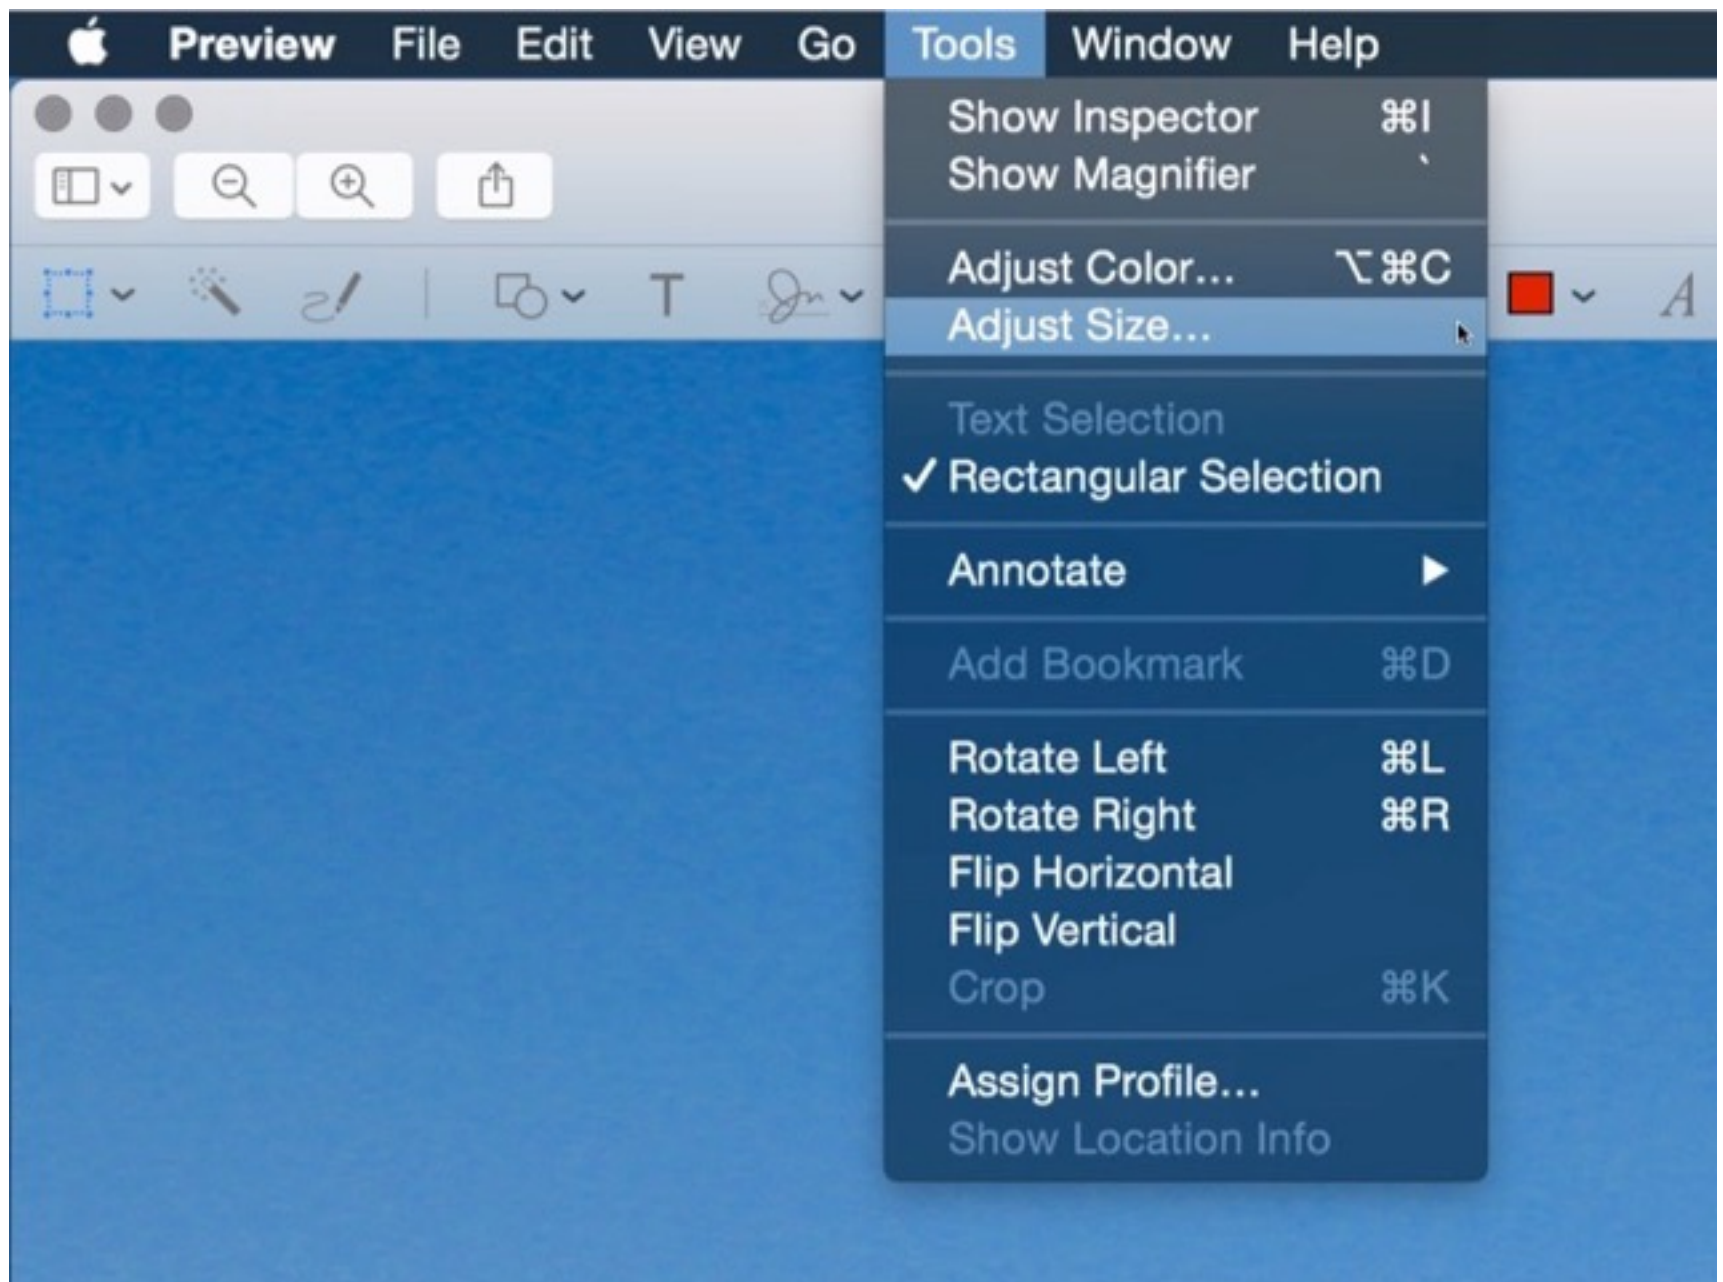 Preview File Edit View Go Tools Window Help
Show Inspector ⌘I
Show Magnifier `
Adjust Color... ⌥⌘C
Adjust Size...
Text Selection
✓ Rectangular Selection
Annotate ▶
Add Bookmark ⌘D
Rotate Left ⌘L
Rotate Right ⌘R
Flip Horizontal
Flip Vertical
Crop ⌘K
Assign Profile...
Show Location Info
T
A